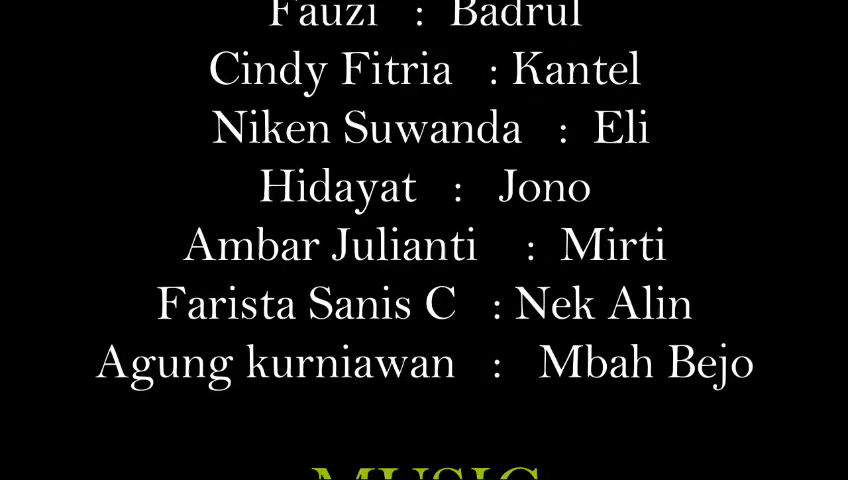 Fauzi : Badrul
Cindy Fitria : Kantel
Niken Suwanda : Eli
Hidayat : Jono
Ambar Julianti : Mirti
Farista Sanis C : Nek Alin
Agung kurniawan : Mbah Bejo
MUSIC